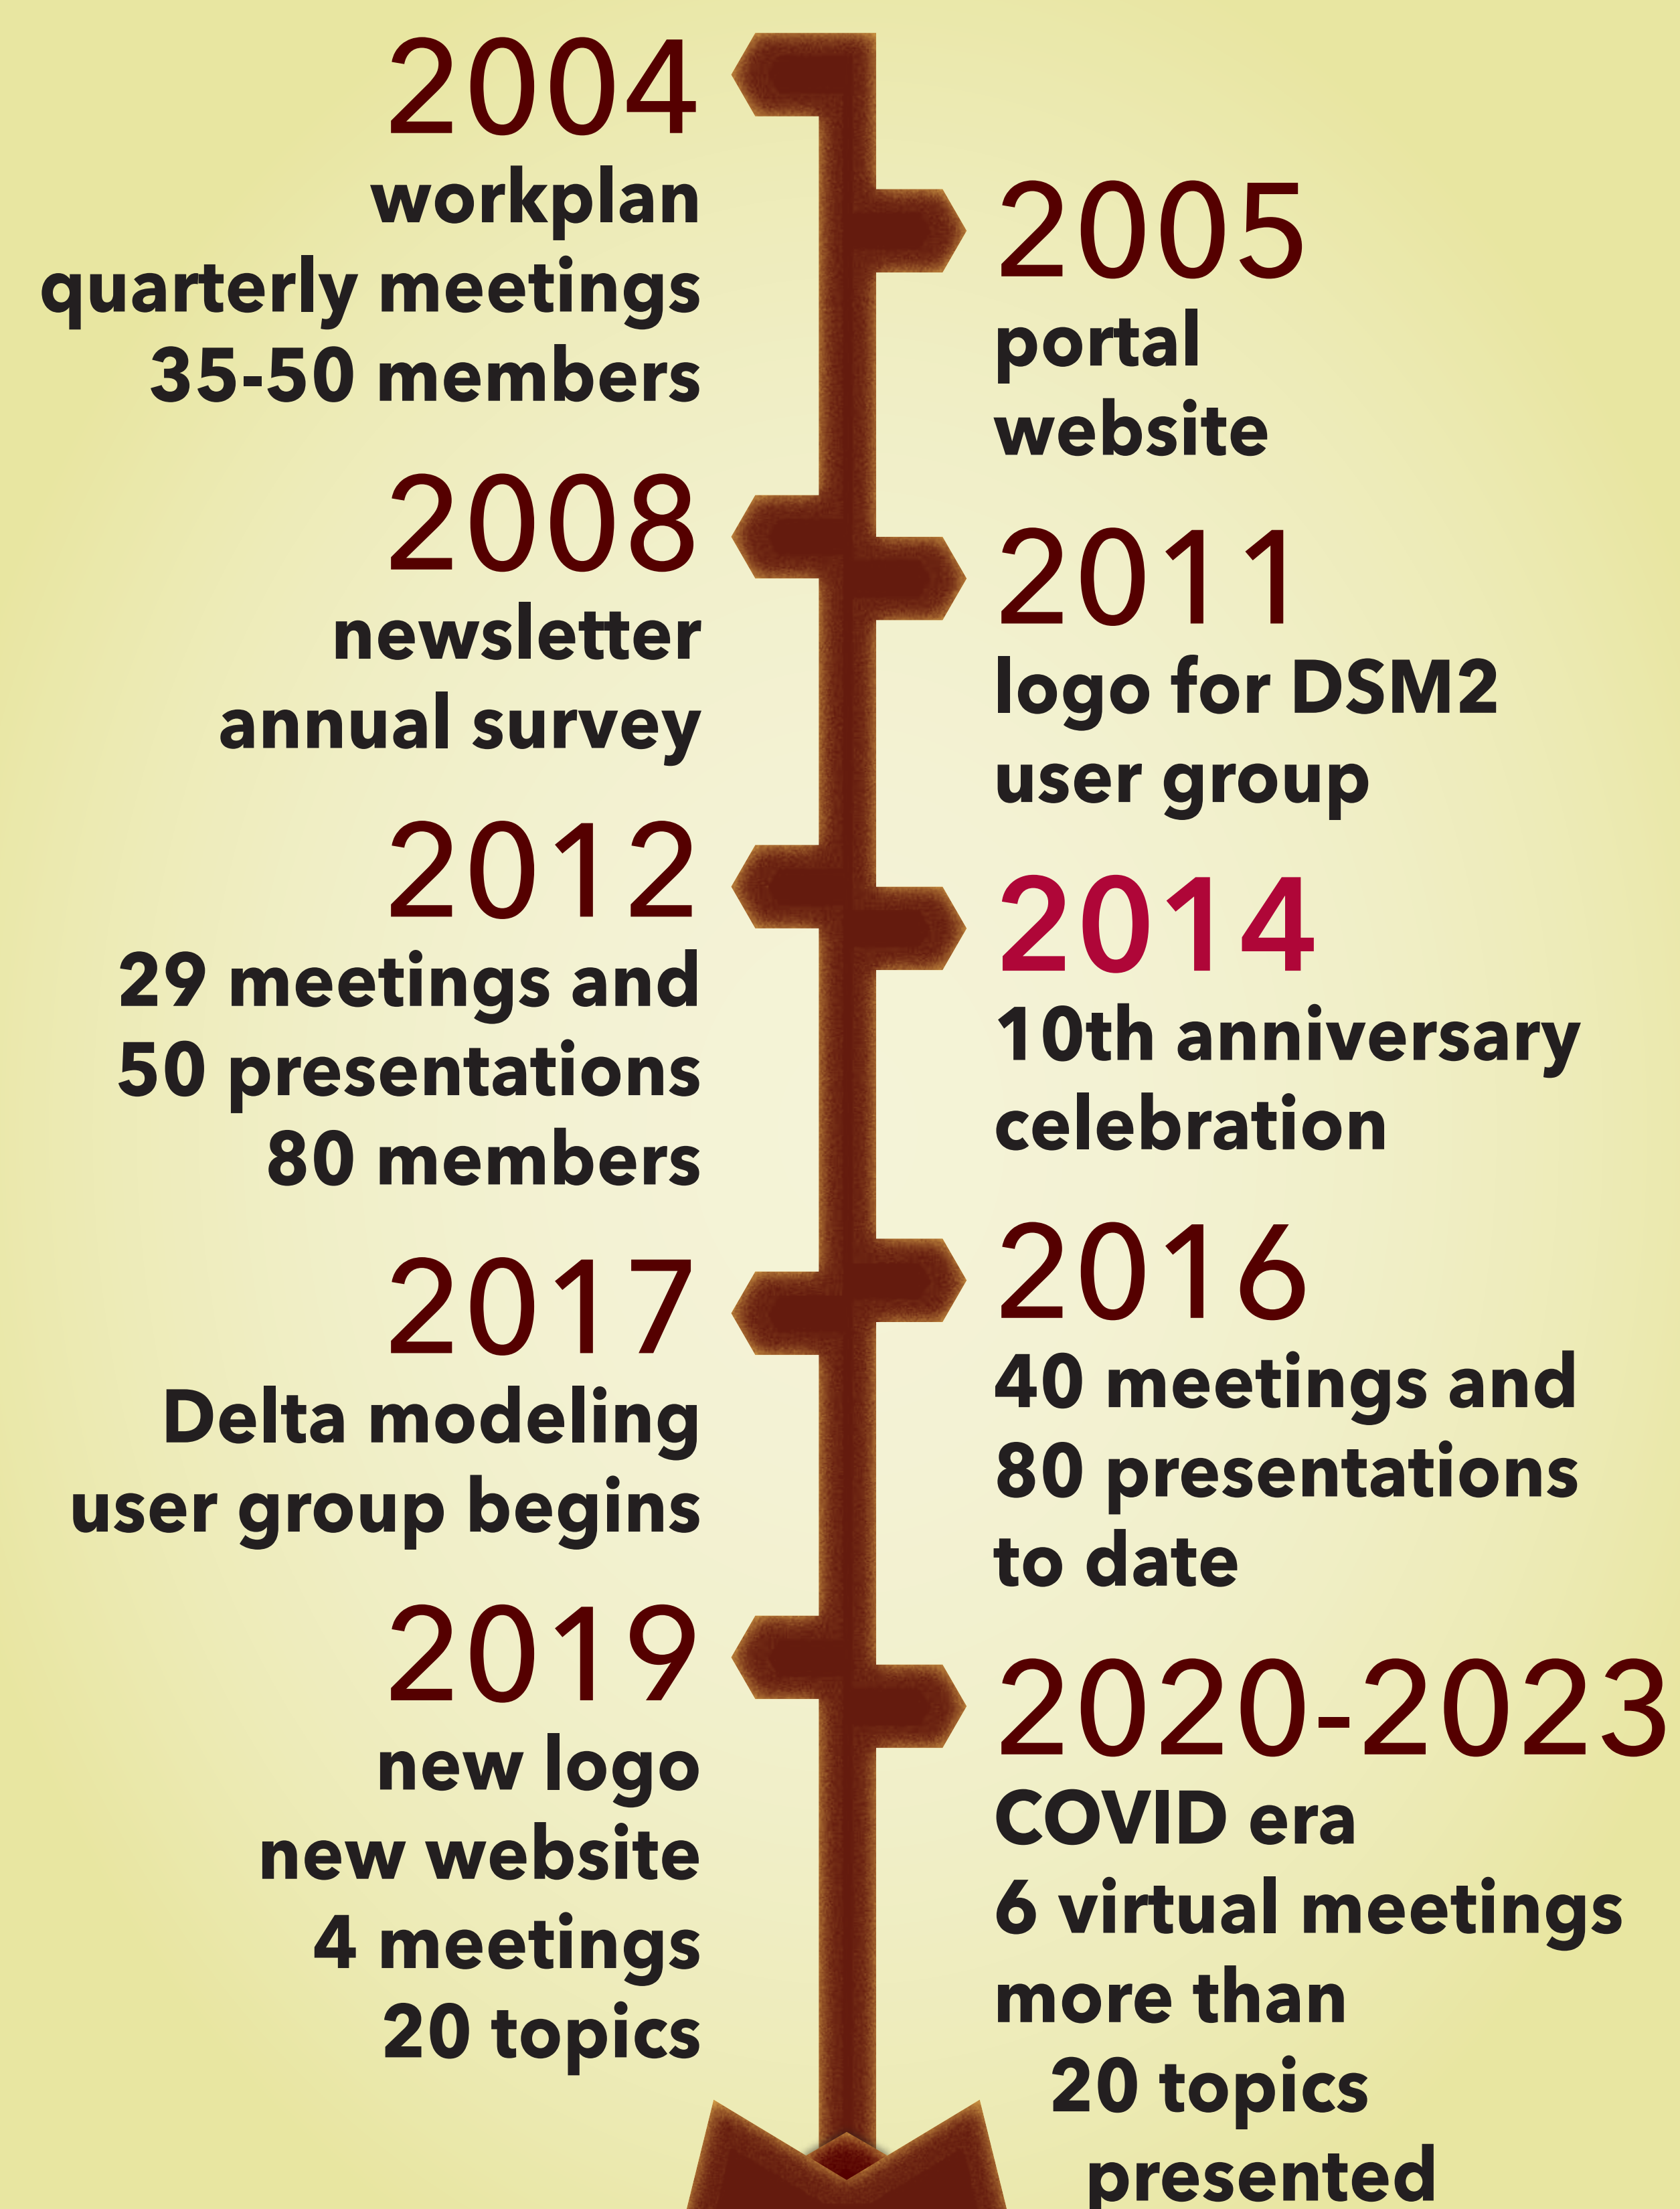 2004
workplan
quarterly meetings
35-50 members
2005
portal
website
2008
newsletter
annual survey
2011
logo for DSM2
user group
2012
29 meetings and
50 presentations
80 members
2014
10th anniversary
celebration
2016
40 meetings and
80 presentations
to date
2017
Delta modeling
user group begins
2019
new logo
new website
4 meetings
20 topics
2020-2023
COVID era
6 virtual meetings
more than
20 topics
presented